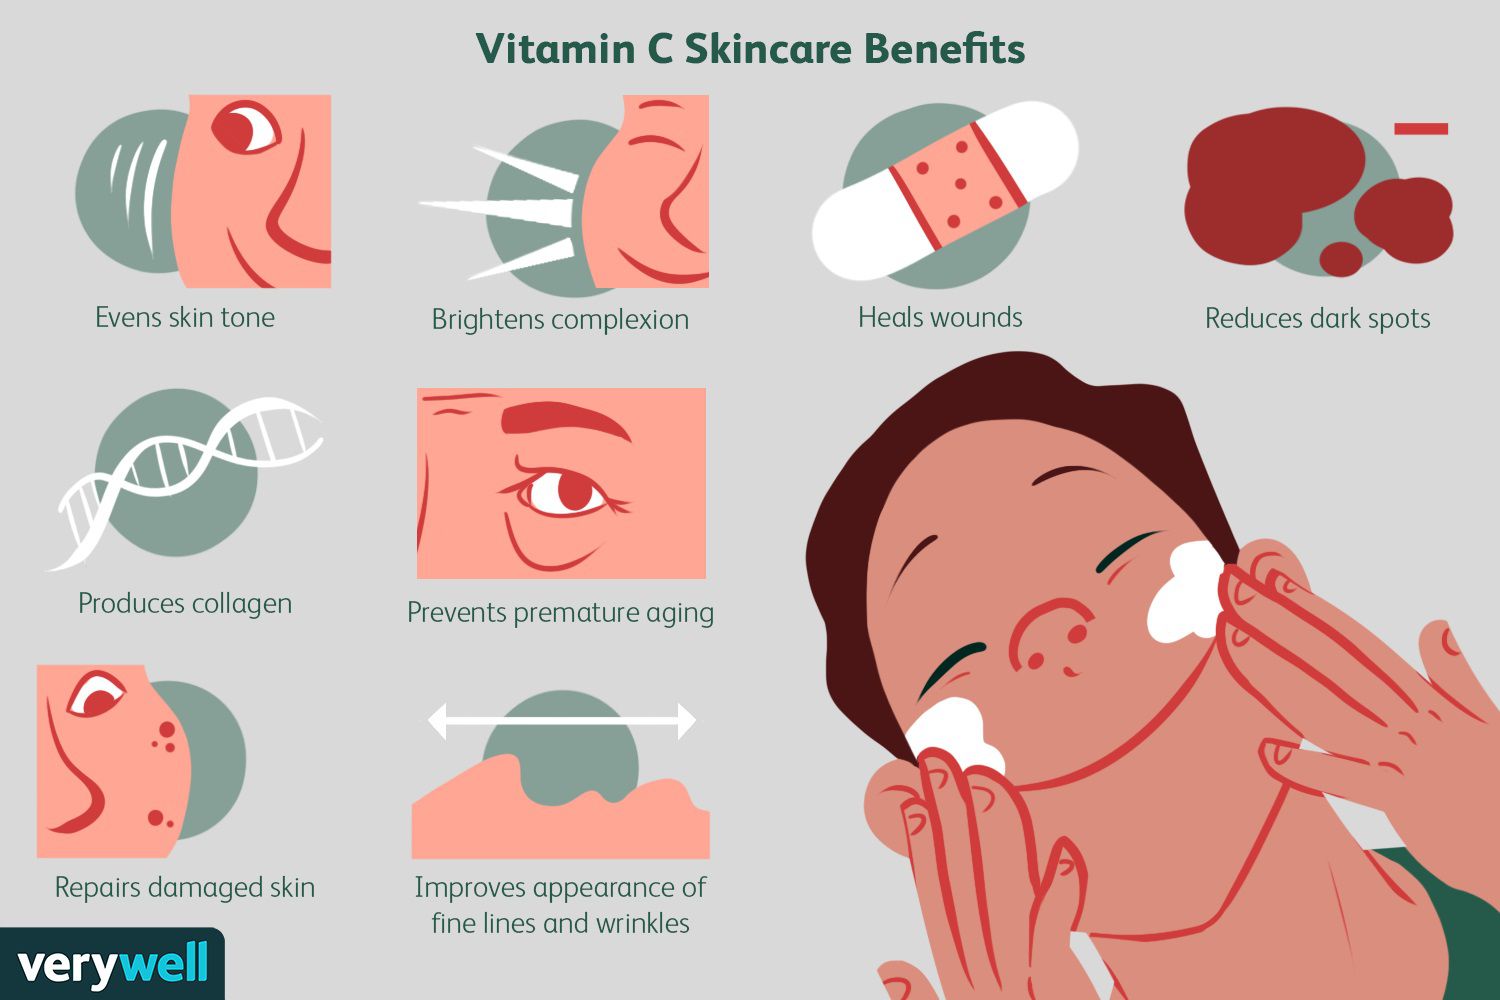 Vitamin C Skincare Benefits
Evens skin tone
Brightens complexion
Heals wounds
Reduces dark spots
Produces collagen
Prevents premature aging
Repairs damaged skin
Improves appearance of
fine lines and wrinkles
verywell